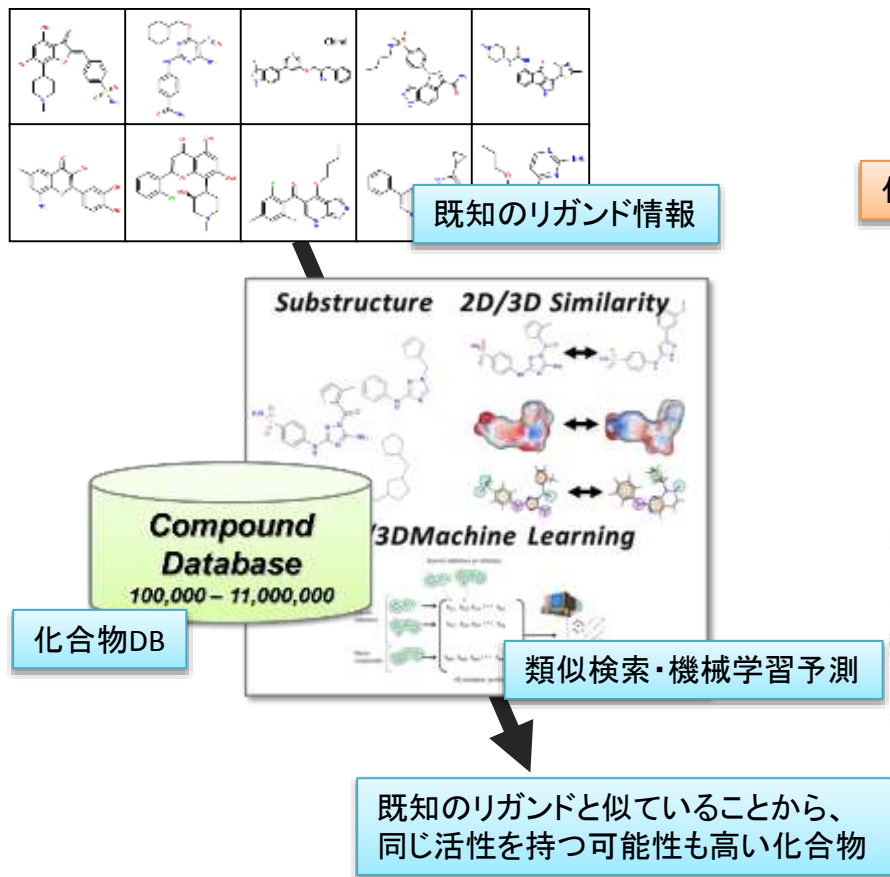 既知のリガンド情報
Substructure 2D/3D Similarity
Compound
Database
100,000 – 11,000,000
/3DMachine Learning
化合物DB
類似検索・機械学習予測
既知のリガンドと似ていることから、
同じ活性を持つ可能性も高い化合物